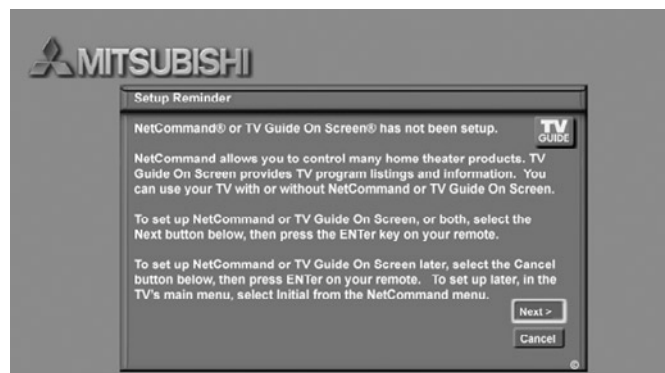 MITSUBISHI
Setup Reminder
NetCommand® or TV Guide On Screen® has not been setup.
TV
GUIDE
NetCommand allows you to control many home theater products. TV
Guide On Screen provides TV program listings and information. You
can use your TV with or without NetCommand or TV Guide On Screen.
To set up NetCommand or TV Guide On Screen, or both, select the
Next button below, then press the ENTer key on your remote.
To set up NetCommand or TV Guide On Screen later, select the Cancel
button below, then press ENTer on your remote. To set up later, in the
TV's main menu, select Initial from the NetCommand menu.
Next >
Cancel